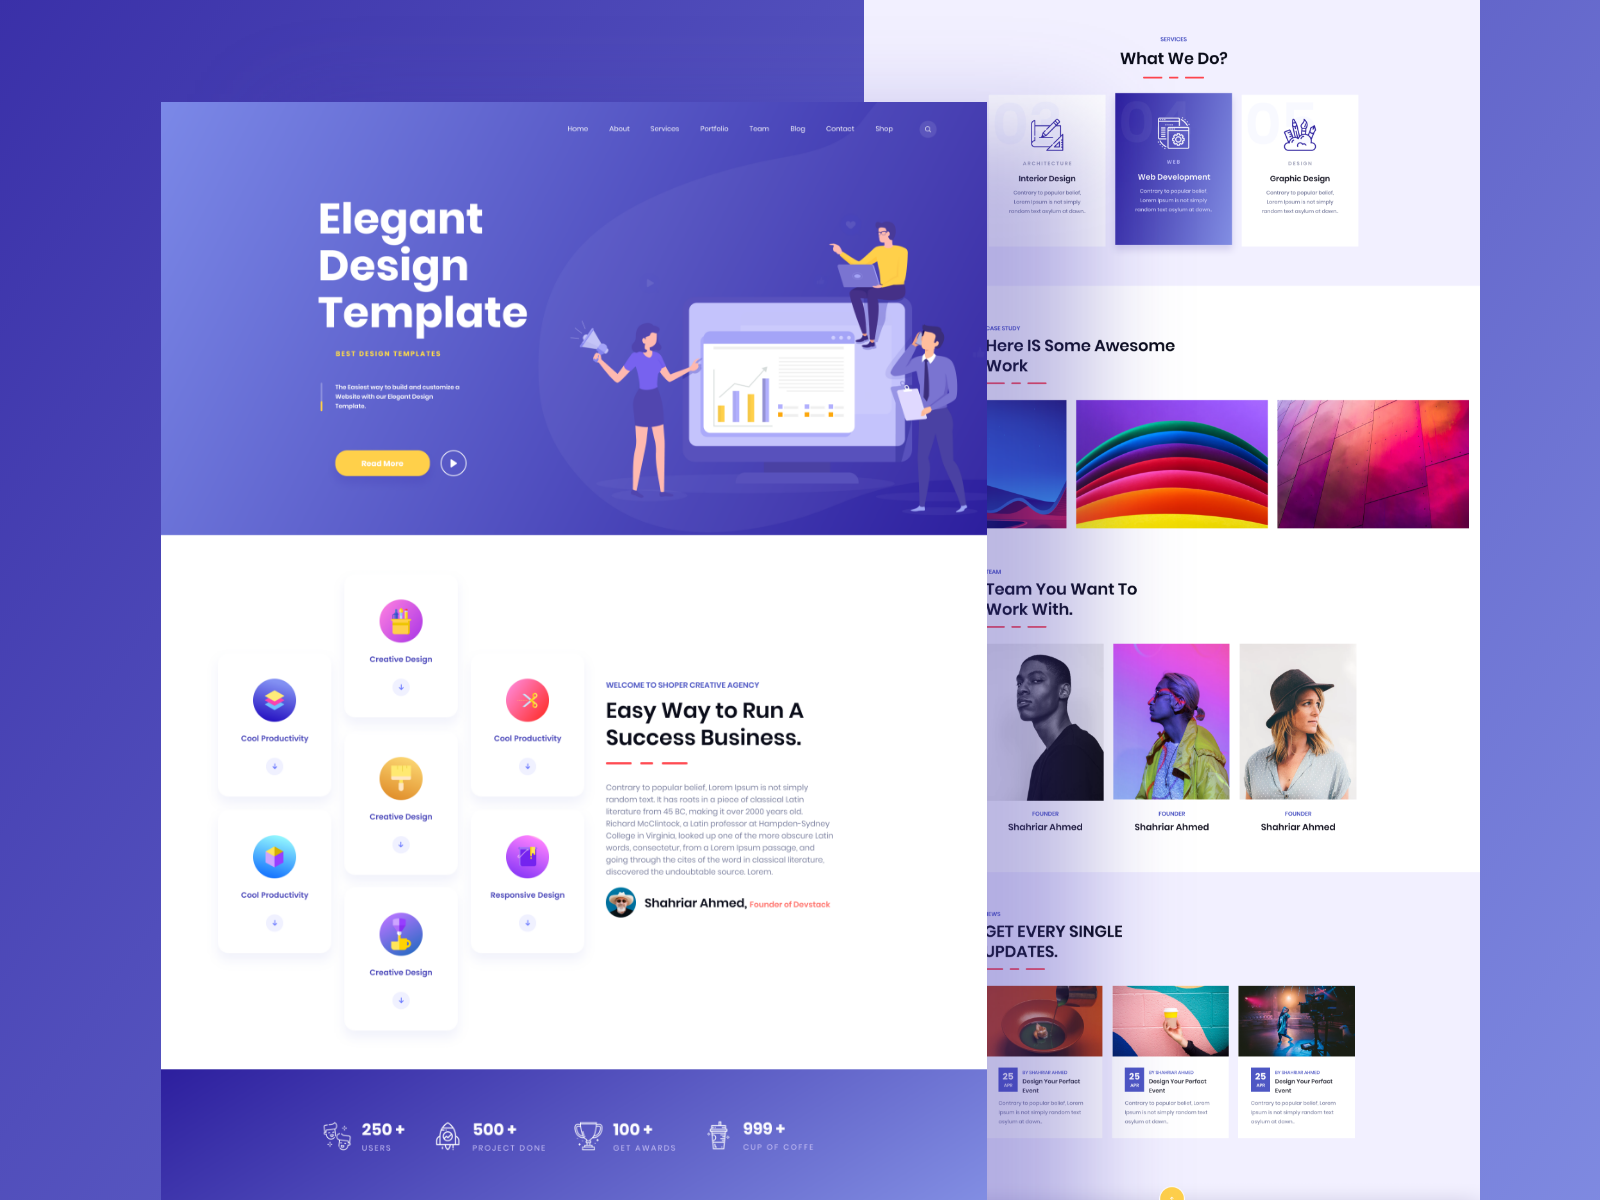 Home About Services Portfolio Team Blog Contact Shop
Elegant
Design
Template
BEST DESIGN TEMPLATES
The Easiest way to build and customize a
Website with our Elegant Design
Template.
Read More
Creative Design
Cool Productivity
Cool Productivity
Creative Design
Cool Productivity
Responsive Design
Creative Design
WELCOME TO SHOPER CREATIVE AGENCY
Easy Way to Run A
Success Business.
Contrary to popular belief, Lorem Ipsum is not simply
random text. It has roots in a piece of classical Latin
literature from 45 BC, making it over 2000 years old.
Richard McClintock, a Latin professor at Hampden-Sydney
College in Virginia, looked up one of the more abscure Latin
words, consectetur, from a Lorem Ipsum passage, and
going through the cites of the word in classical literature,
discovered the undoubtable source. Lorem.
Shahriar Ahmed, Founder of Devstack
250 +
USERS
500 +
PROJECT DONE
100 +
GET AWARDS
999 +
CUP OF COFFE
SERVICES
What We Do?
03
ARCHITECTURE
Interior Design
Contrary to popular belief,
Lorem Ipsum is not simply
random text asylum at dawn..
04
WEB
Web Development
Contrary to popular belief
Lorem Ipsum is not simply
random text asylum at dawn..
05
DESIGN
Graphic Design
Contrary to popular belief,
Lorem Ipsum is not simply
random text asylum at dawn..
CASE STUDY
Here IS Some Awesome
Work
TEAM
Team You Want To
Work With.
FOUNDER
Shahriar Ahmed
FOUNDER
Shahriar Ahmed
FOUNDER
Shahriar Ahmed
NEWS
GET EVERY SINGLE
UPDATES.
25
APR
BY SHAHRIAR AHMED
Design Your Perfact
Event
Contrary to popular belief, Lorem
Ipsum is not simply random text
asylum at dawn..
25
APR
BY SHAHRIAR AHMED
Design Your Perfact
Event
Contrary to popular belief, Lorem
Ipsum is not simply random text
asylum at dawn..
25
APR
BY SHAHRIAR AHMED
Design Your Perfact
Event
Contrary to popular belief, Lorem
Ipsum is not simply random text
asylum at dawn..